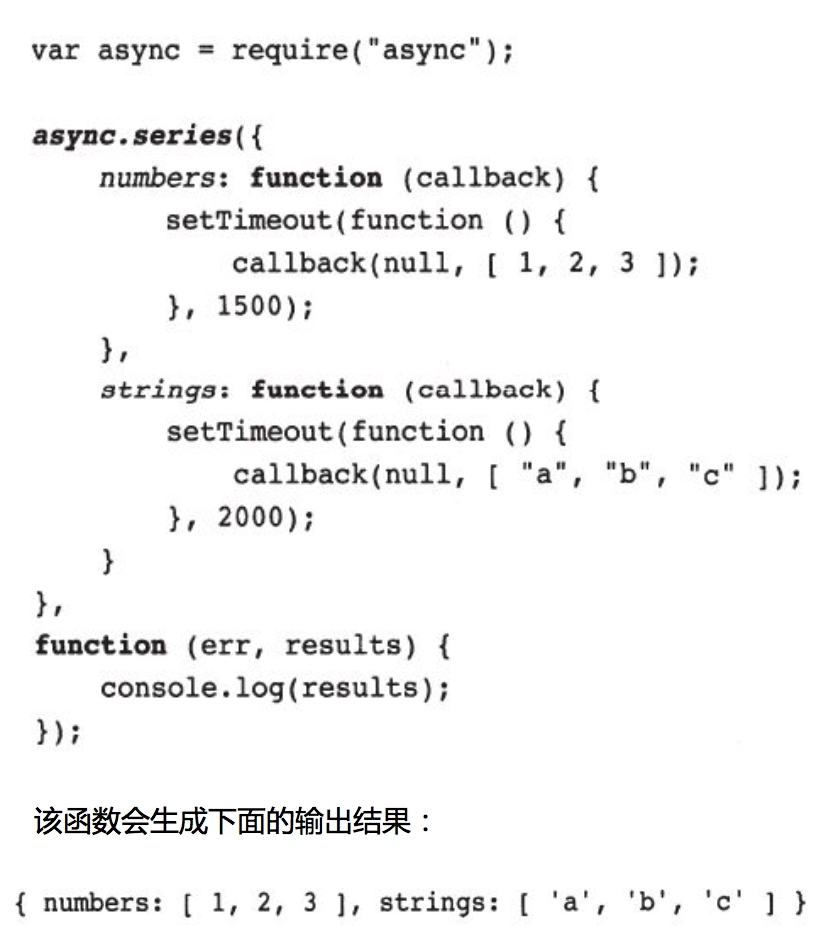 var async = require("async");
async.series({
    numbers: function (callback) {
        setTimeout(function () {
            callback(null, [ 1, 2, 3 ]);
        }, 1500);
    },
    strings: function (callback) {
        setTimeout(function () {
            callback(null, [ "a", "b", "c" ]);
        }, 2000);
    }
},
function (err, results) {
    console.log(results);
});
该函数会生成下面的输出结果：
{ numbers: [ 1, 2, 3 ], strings: [ 'a', 'b', 'c' ] }